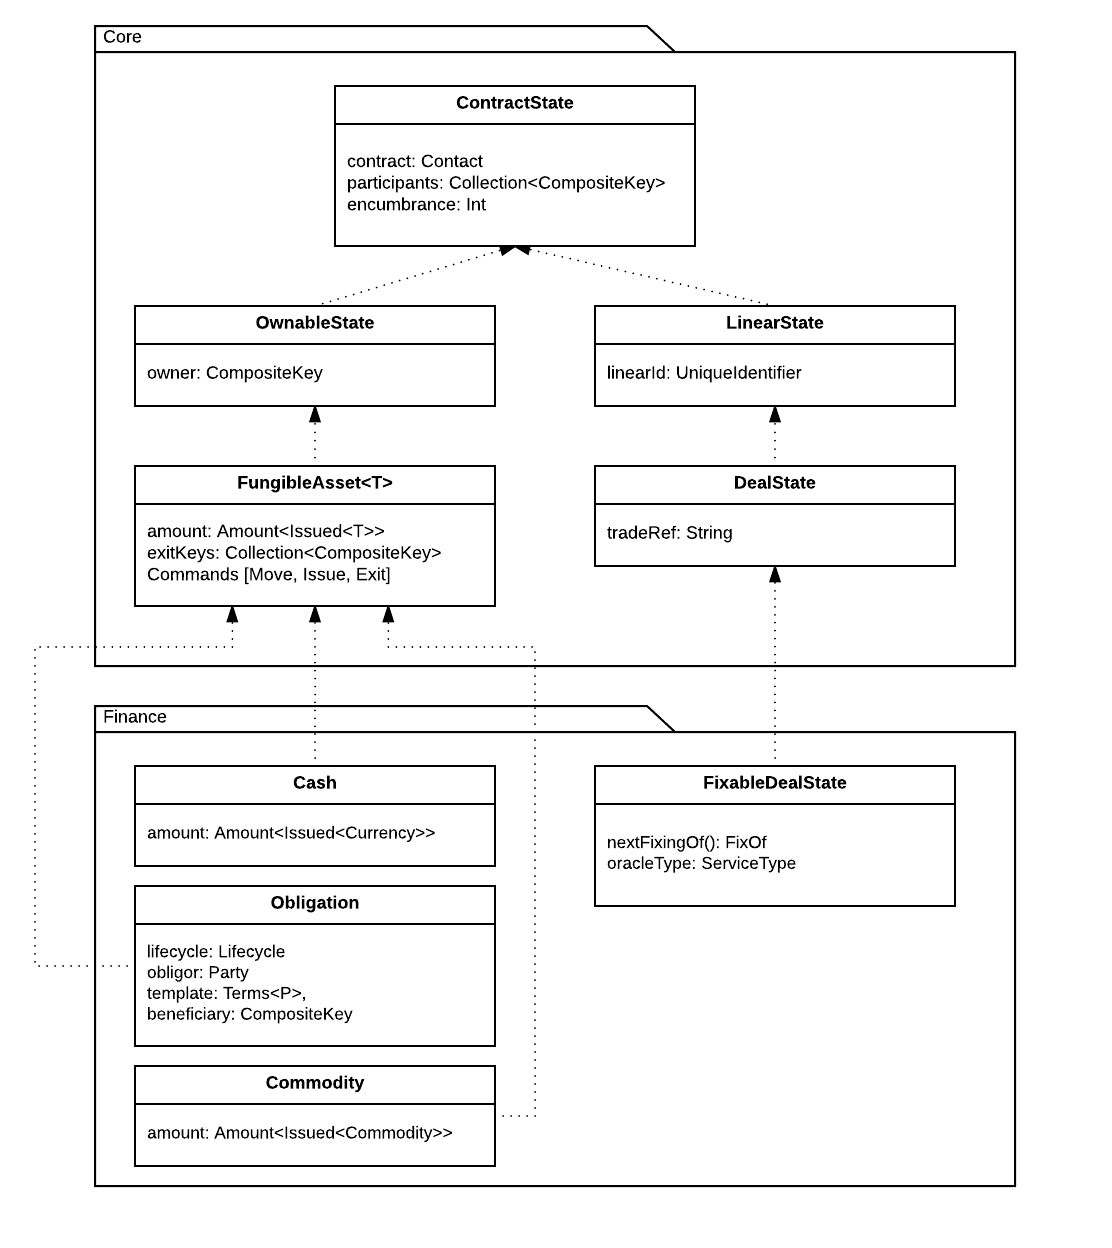 Core
ContractState
contract: Contact
participants: Collection<CompositeKey>
encumbrance: Int
OwnableState
owner: CompositeKey
LinearState
linearId: UniqueIdentifier
FungibleAsset<T>
amount: Amount<Issued<T>>
exitKeys: Collection<CompositeKey>
Commands [Move, Issue, Exit]
DealState
tradeRef: String
Finance
Cash
amount: Amount<Issued<Currency>>
FixableDealState
nextFixingOf(): FixOf
oracleType: ServiceType
Obligation
lifecycle: Lifecycle
obligor: Party
template: Terms<P>,
beneficiary: CompositeKey
Commodity
amount: Amount<Issued<Commodity>>